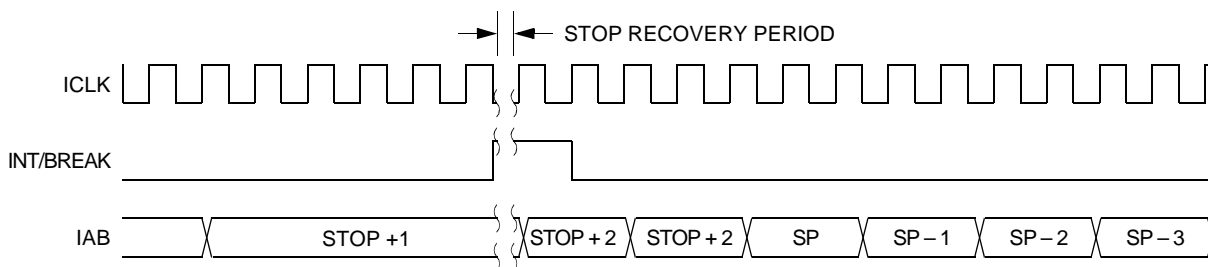 STOP RECOVERY PERIOD
ICLK
INT/BREAK
IAB
STOP +1
STOP + 2
STOP + 2
SP
SP – 1
SP – 2
SP – 3